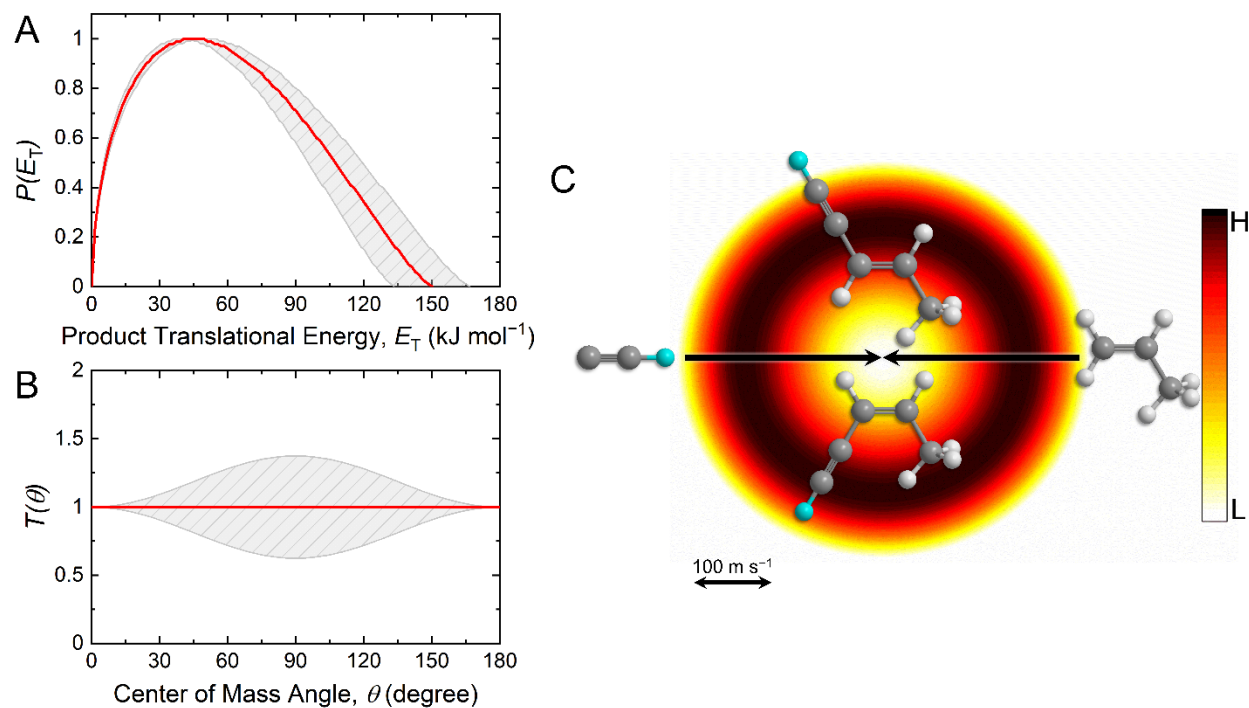 A
1
0.8
0.6
0.4
0.2
0
P(E_T)
0 30 60 90 120 150 180
Product Translational Energy, E_T (kJ mol⁻¹)
B
2
1.5
1
0.5
0
T(θ)
0 30 60 90 120 150 180
Center of Mass Angle, θ (degree)
C
H
L
100 m s⁻¹